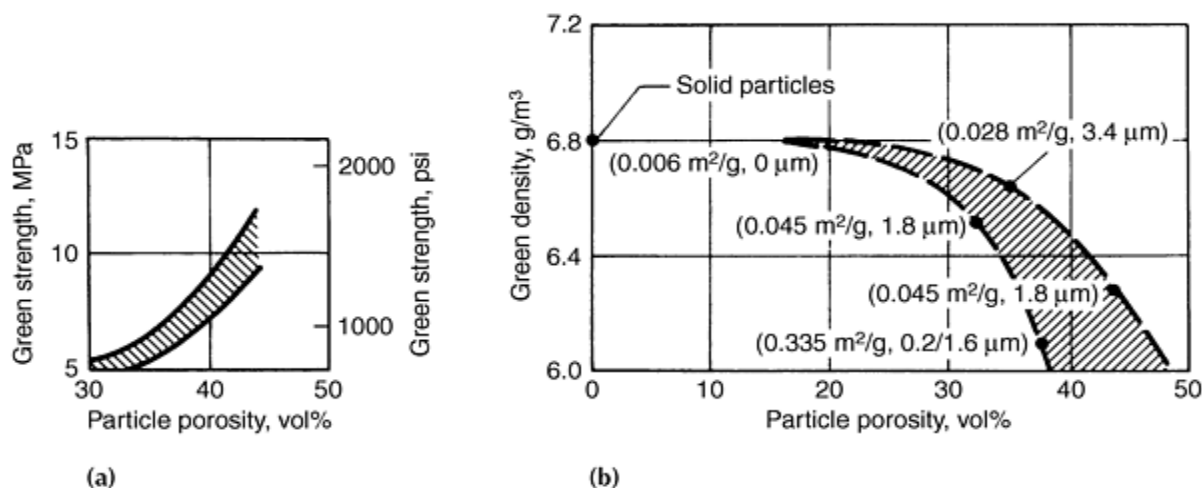 15
10
5
30
40
50
Green strength, MPa
2000
1000
Green strength, psi
Particle porosity, vol%
(a)
7.2
6.8
6.4
6.0
0
10
20
30
40
50
Green density, g/m³
Solid particles
(0.006 m²/g, 0 μm)
(0.028 m²/g, 3.4 μm)
(0.045 m²/g, 1.8 μm)
(0.045 m²/g, 1.8 μm)
(0.335 m²/g, 0.2/1.6 μm)
Particle porosity, vol%
(b)